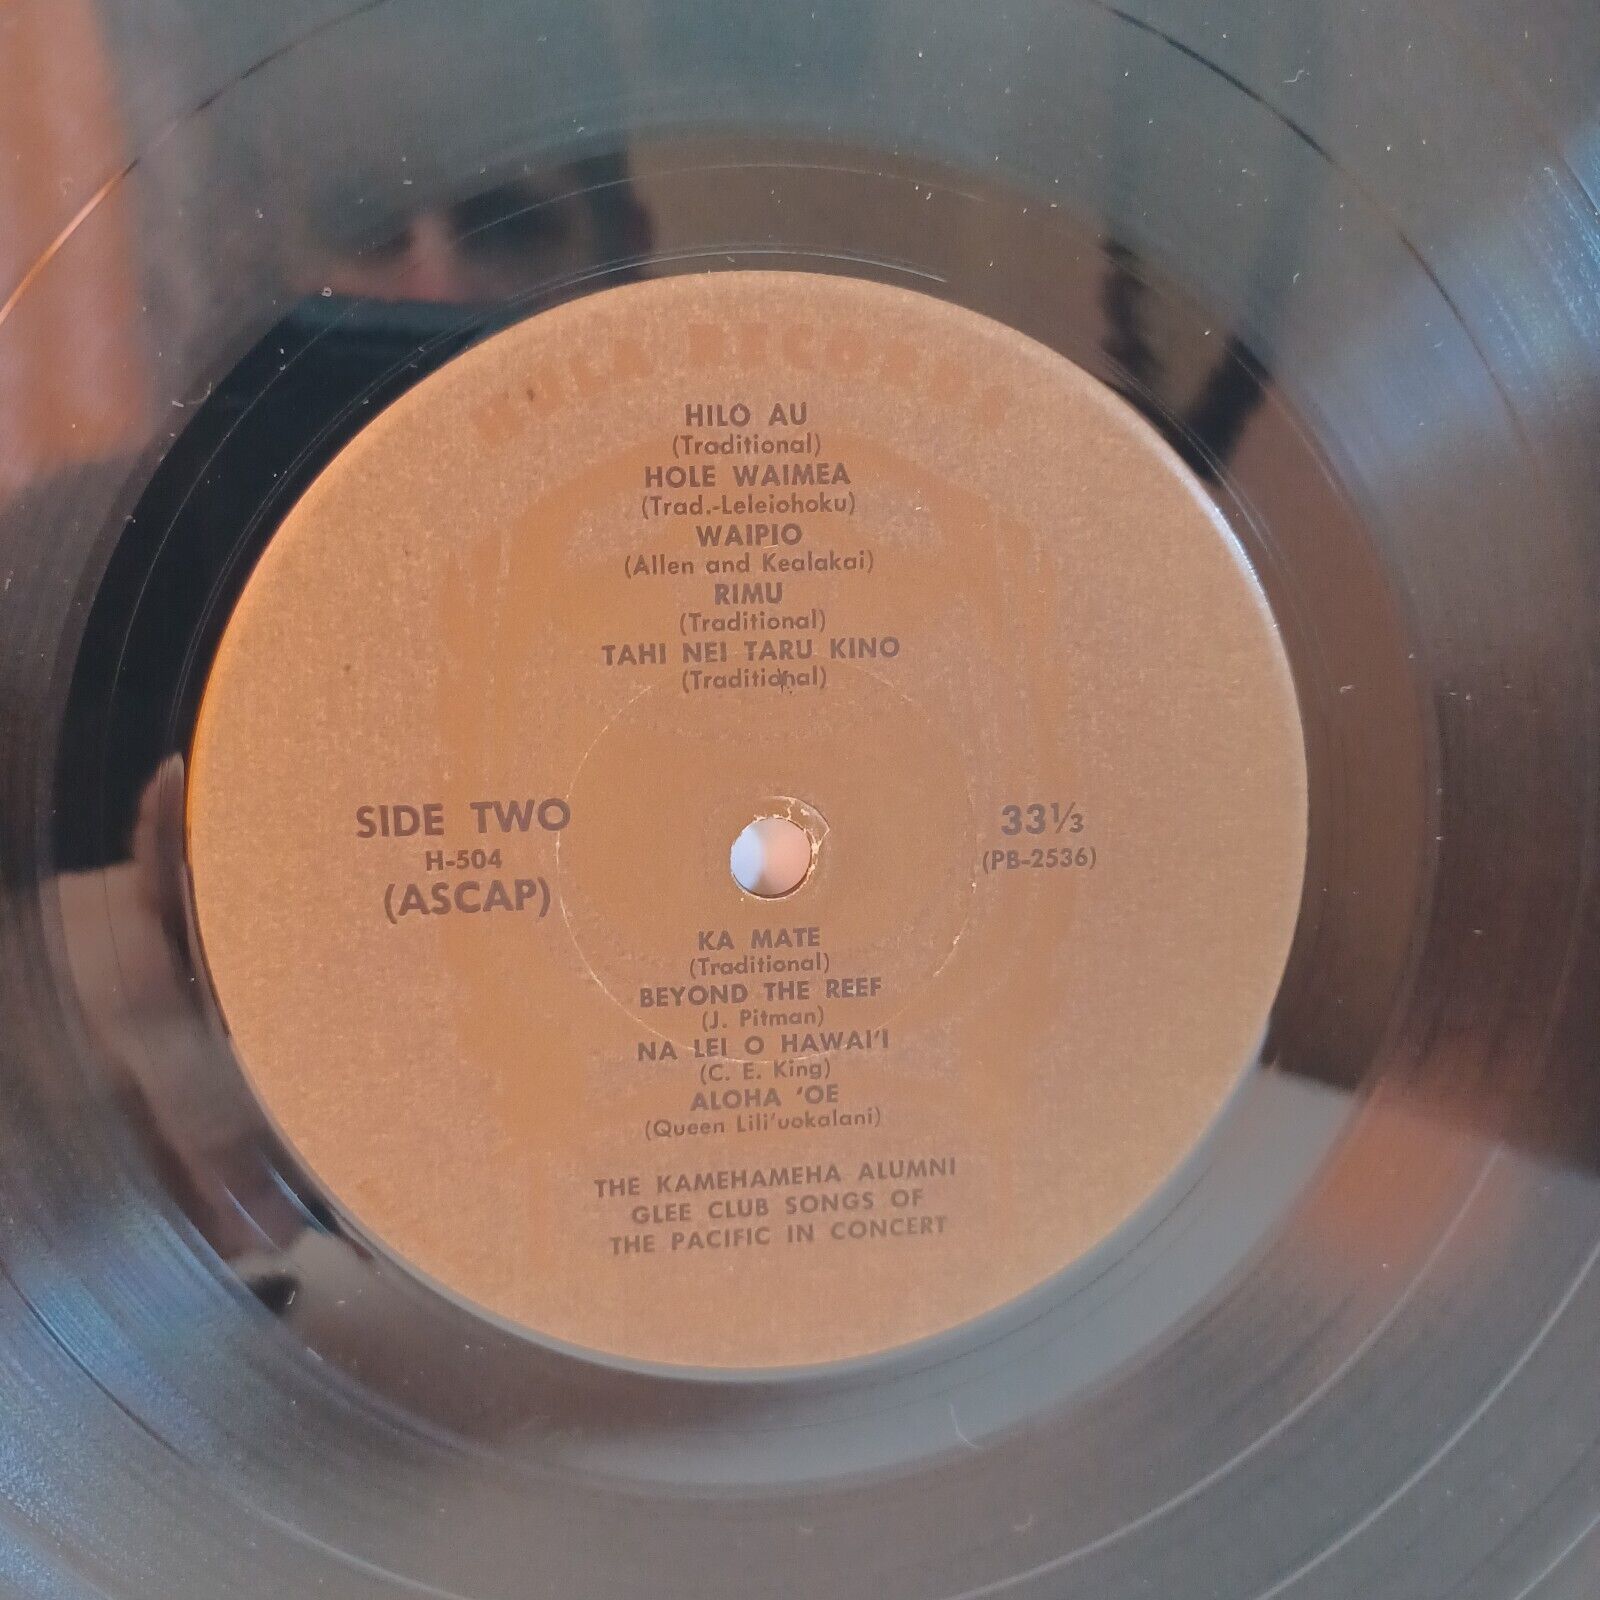 RECORDS
HILO AU
(Traditional)
HOLE WAIMEA
(Trad.-Leleiohoku)
WAIPIO
(Allen and Kealakai)
RIMU
(Traditional)
TAHI NEI TARU KINO
(Traditional)
SIDE TWO
H-504
(ASCAP)
33⅓
(PB-2536)
KA MATE
(Traditional)
BEYOND THE REEF
(J. Pitman)
NA LEI O HAWAI'I
(C. E. King)
ALOHA 'OE
(Queen Lili'uokalani)
THE KAMEHAMEHA ALUMNI
GLEE CLUB SONGS OF
THE PACIFIC IN CONCERT